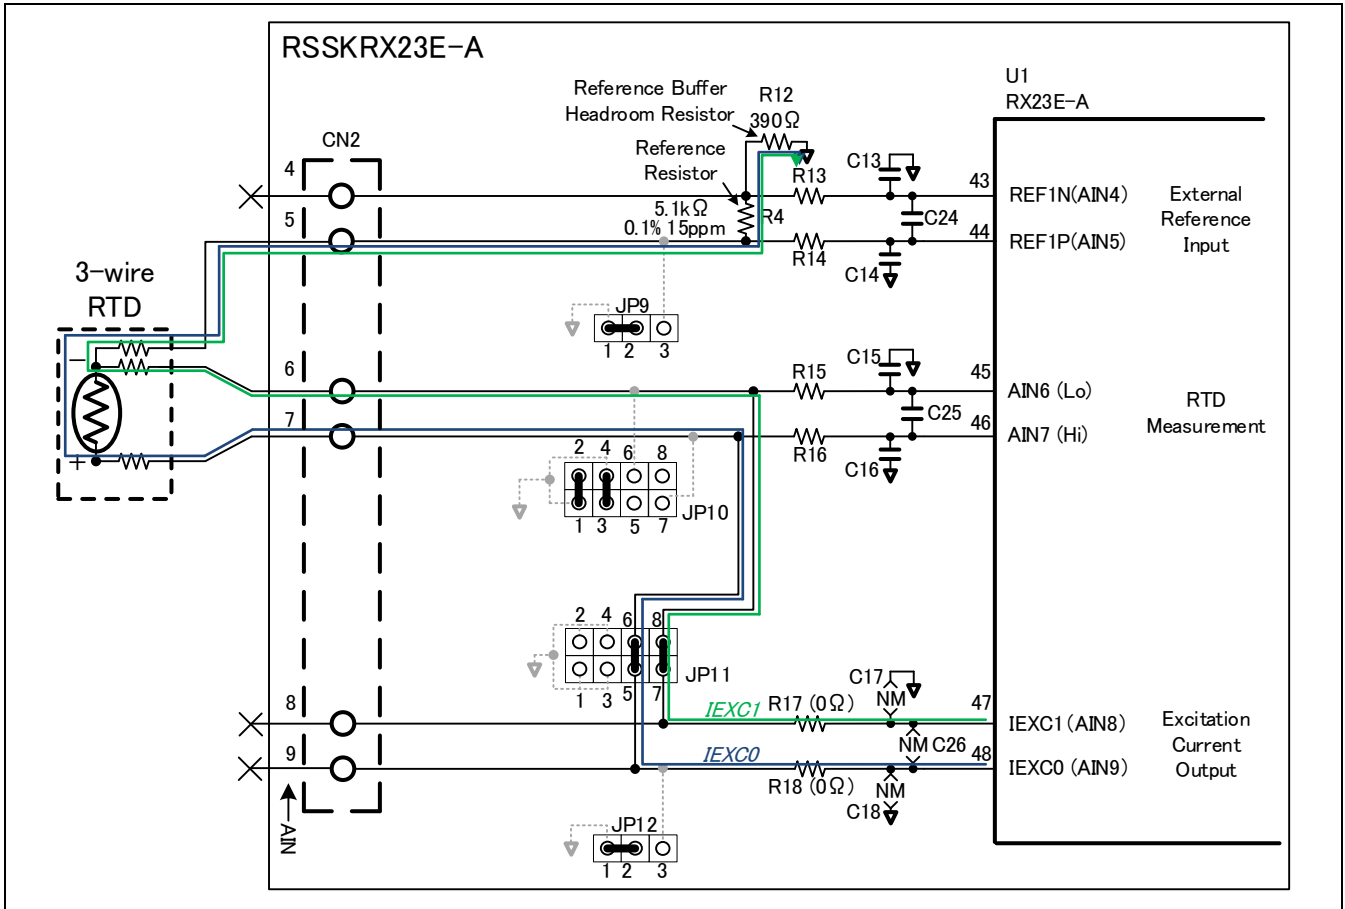 RSSKRX23E-A
U1
RX23E-A
Reference Buffer
Headroom Resistor
R12
390Ω
CN2
Reference
Resistor
5.1kΩ
0.1% 15ppm
R4
R13
C13
4
43
REF1N(AIN4)
External
Reference
Input
C24
5
44
REF1P(AIN5)
R14
C14
3-wire
RTD
JP9
1 2 3
−
+
6
R15
C15
45
AIN6 (Lo)
RTD
Measurement
C25
7
46
AIN7 (Hi)
R16
C16
2 4 6 8
JP10
1 3 5 7
2 4 6 8
JP11
1 3 5 7
8
IEXC1
R17 (0Ω)
C17
NM
47
IEXC1 (AIN8)
Excitation
Current
Output
NM C26
9
IEXC0
R18 (0Ω)
48
IEXC0 (AIN9)
NM
C18
AIN
JP12
1 2 3